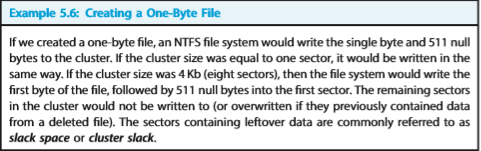 Example 5.6: Creating a One-Byte File
If we created a one-byte file, an NTFS file system would write the single byte and 511 null
bytes to the cluster. If the cluster size was equal to one sector, it would be written in the
same way. If the cluster size was 4 Kb (eight sectors), then the file system would write the
first byte of the file, followed by 511 null bytes into the first sector. The remaining sectors
in the cluster would not be written to (or overwritten if they previously contained data
from a deleted file). The sectors containing leftover data are commonly referred to as
slack space or cluster slack.